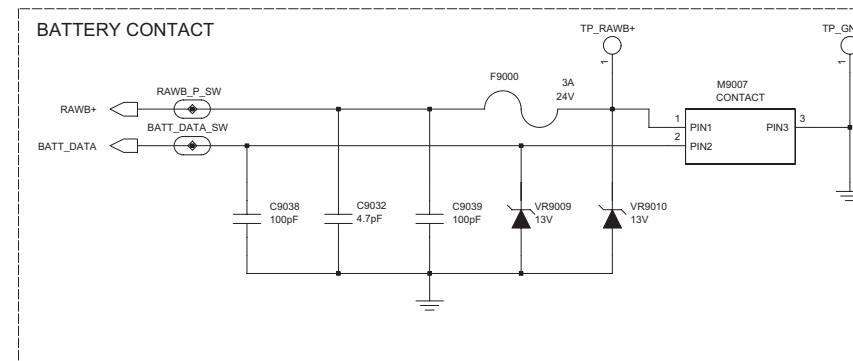 BATTERY CONTACT
TP_RAWB+
TP_GN
1
1
F9000
3A
24V
M9007
CONTACT
RAWB_P_SW
RAWB+
1
PIN1
PIN3
3
BATT_DATA_SW
2
PIN2
BATT_DATA
C9038
100pF
C9032
4.7pF
C9039
100pF
VR9009
13V
VR9010
13V